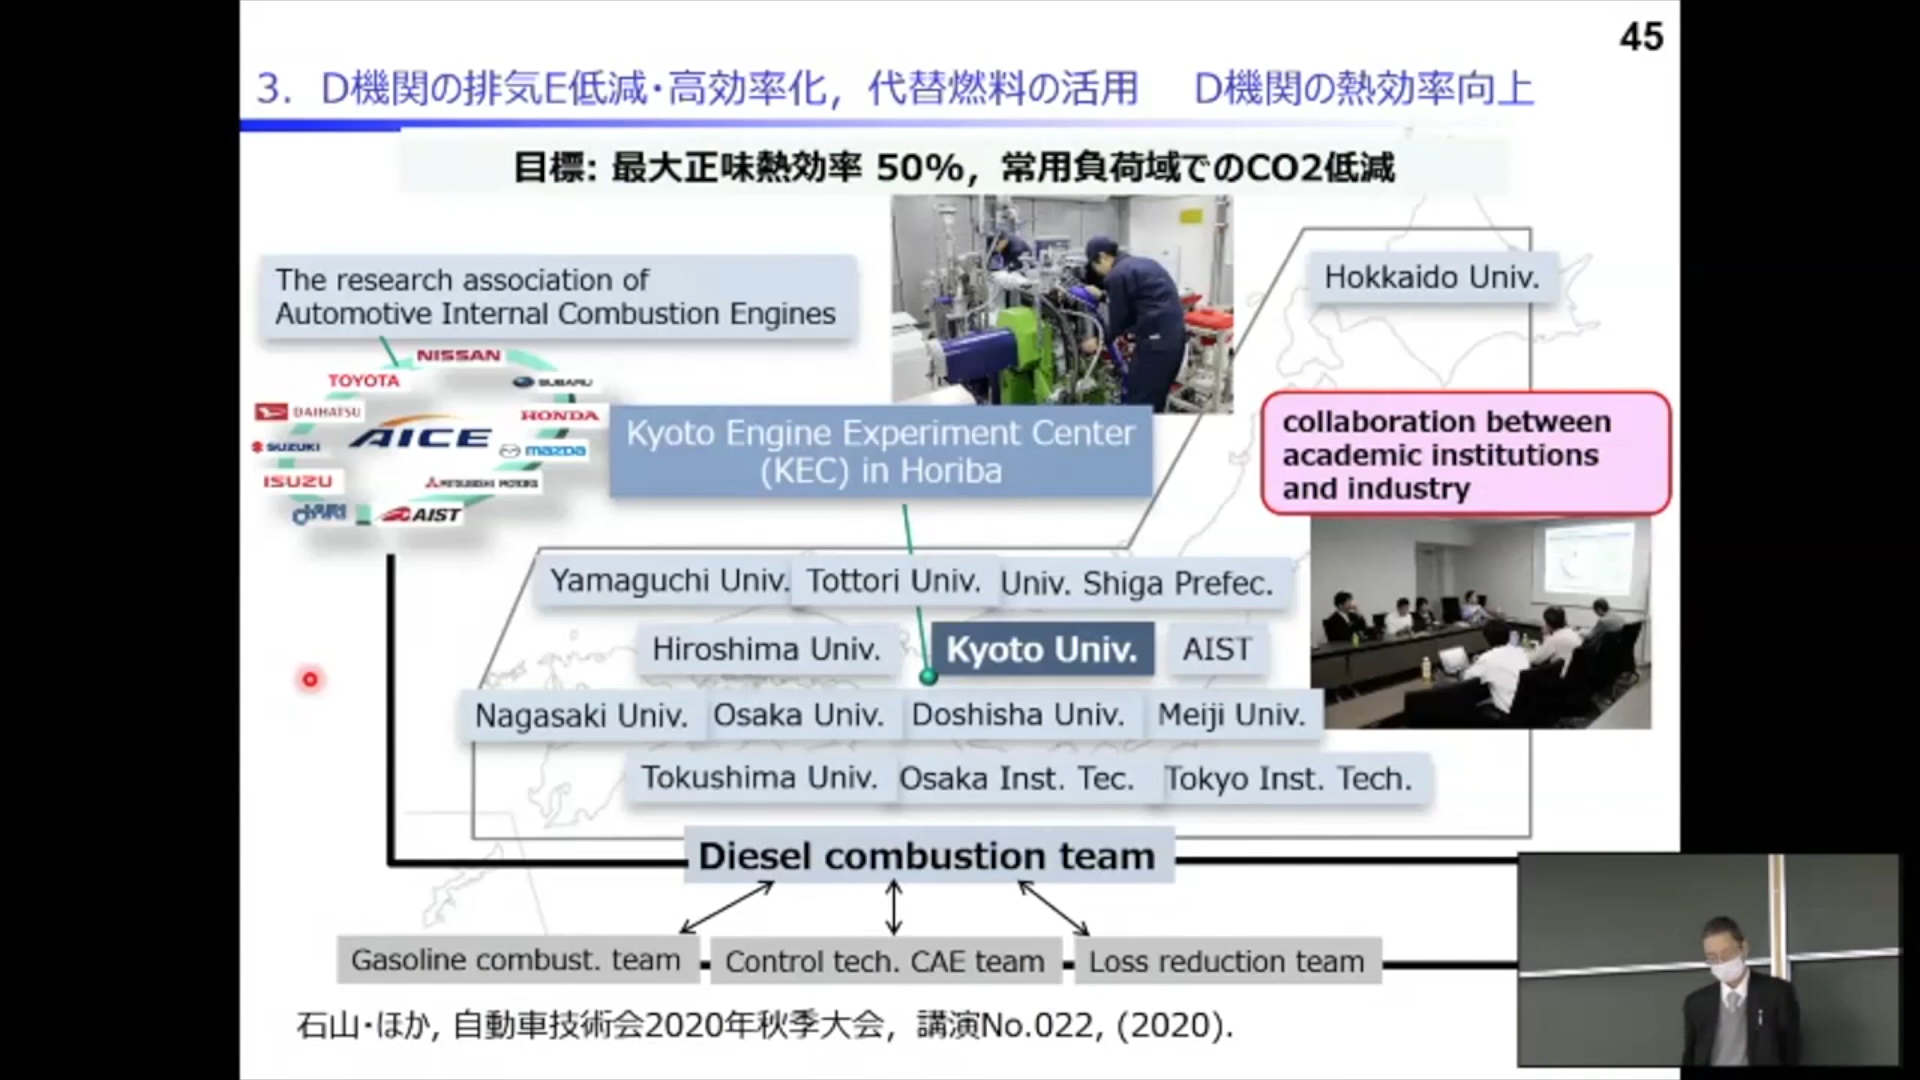 45
3. D機関の排気E低減・高効率化，代替燃料の活用 D機関の熱効率向上
目標: 最大正味熱効率 50%，常用負荷域でのCO2低減
The research association of
Automotive Internal Combustion Engines
NISSAN
TOYOTA
SUBARU
DAIHATSU
HONDA
AICE
SUZUKI
mazda
ISUZU
MITSUBISHI MOTORS
JARI
AIST
Kyoto Engine Experiment Center
(KEC) in Horiba
Hokkaido Univ.
collaboration between
academic institutions
and industry
Yamaguchi Univ. Tottori Univ. Univ. Shiga Prefec.
Hiroshima Univ. Kyoto Univ. AIST
Nagasaki Univ. Osaka Univ. Doshisha Univ. Meiji Univ.
Tokushima Univ. Osaka Inst. Tec. Tokyo Inst. Tech.
Diesel combustion team
Gasoline combust. team Control tech. CAE team Loss reduction team
石山・ほか, 自動車技術会2020年秋季大会, 講演No.022, (2020).